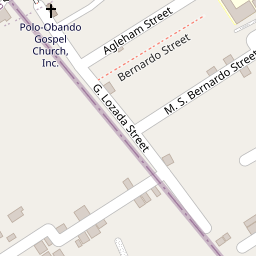 Polo-Obando
Gospel
Church,
Inc.
Agleham Street
Bernardo Street
G. Lozada Street
M. S. Bernardo Street